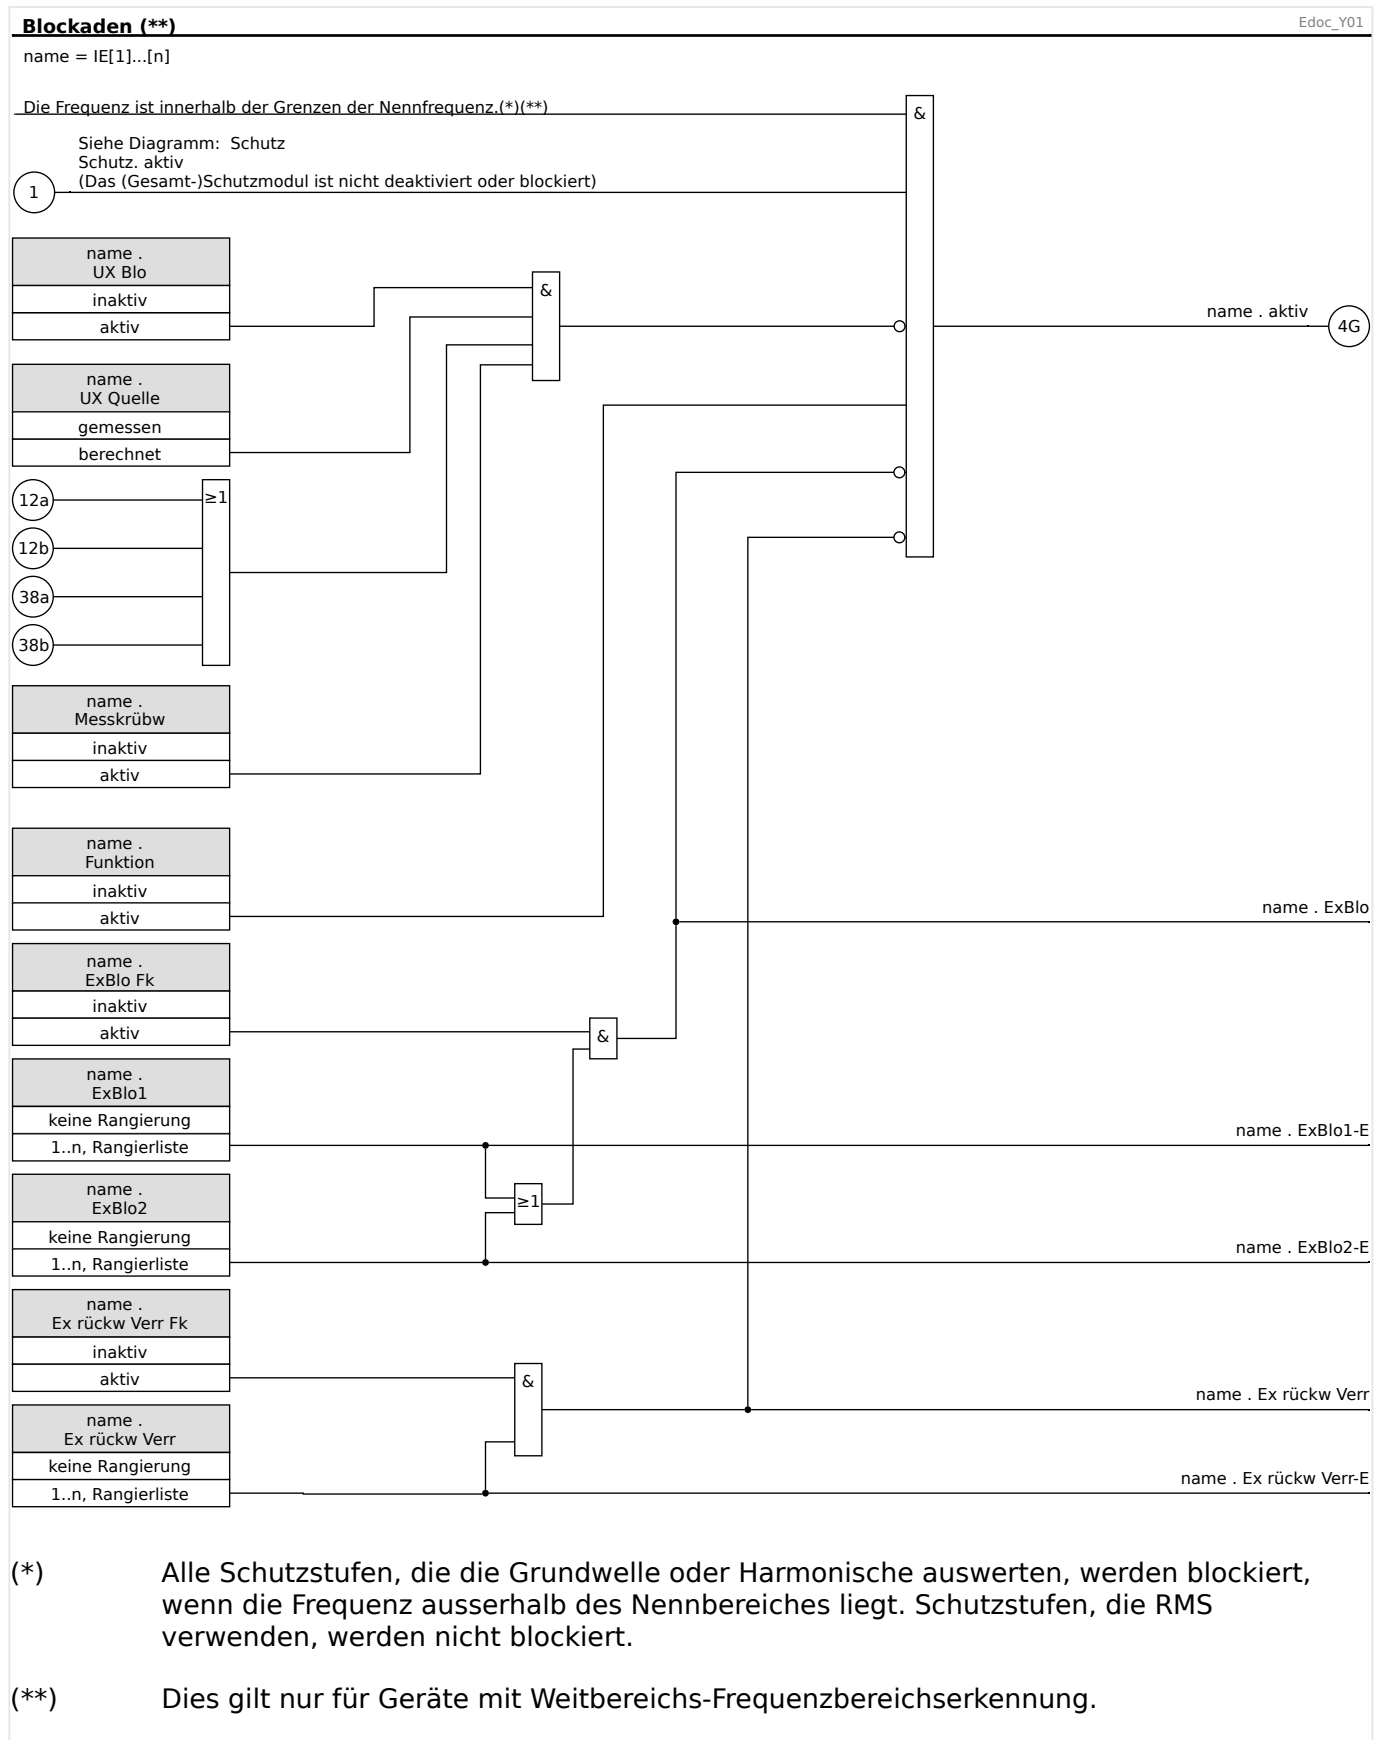 Blockaden (**)
Edoc_Y01
name = IE[1]...[n]
Die Frequenz ist innerhalb der Grenzen der Nennfrequenz.(*)(**)
&
Siehe Diagramm: Schutz
Schutz. aktiv
(Das (Gesamt-)Schutzmodul ist nicht deaktiviert oder blockiert)
1
name .
UX Blo
inaktiv
aktiv
&
name . aktiv
4G
name .
UX Quelle
gemessen
berechnet
12a
≥1
12b
38a
38b
name .
Messkrübw
inaktiv
aktiv
name .
Funktion
inaktiv
aktiv
name . ExBlo
name .
ExBlo Fk
inaktiv
aktiv
&
name .
ExBlo1
keine Rangierung
1..n, Rangierliste
name . ExBlo1-E
name .
ExBlo2
≥1
keine Rangierung
1..n, Rangierliste
name . ExBlo2-E
name .
Ex rückw Verr Fk
inaktiv
aktiv
&
name . Ex rückw Verr
name .
Ex rückw Verr
keine Rangierung
1..n, Rangierliste
name . Ex rückw Verr-E
(*) Alle Schutzstufen, die die Grundwelle oder Harmonische auswerten, werden blockiert,
wenn die Frequenz ausserhalb des Nennbereiches liegt. Schutzstufen, die RMS
verwenden, werden nicht blockiert.
(**) Dies gilt nur für Geräte mit Weitbereichs-Frequenzbereichserkennung.